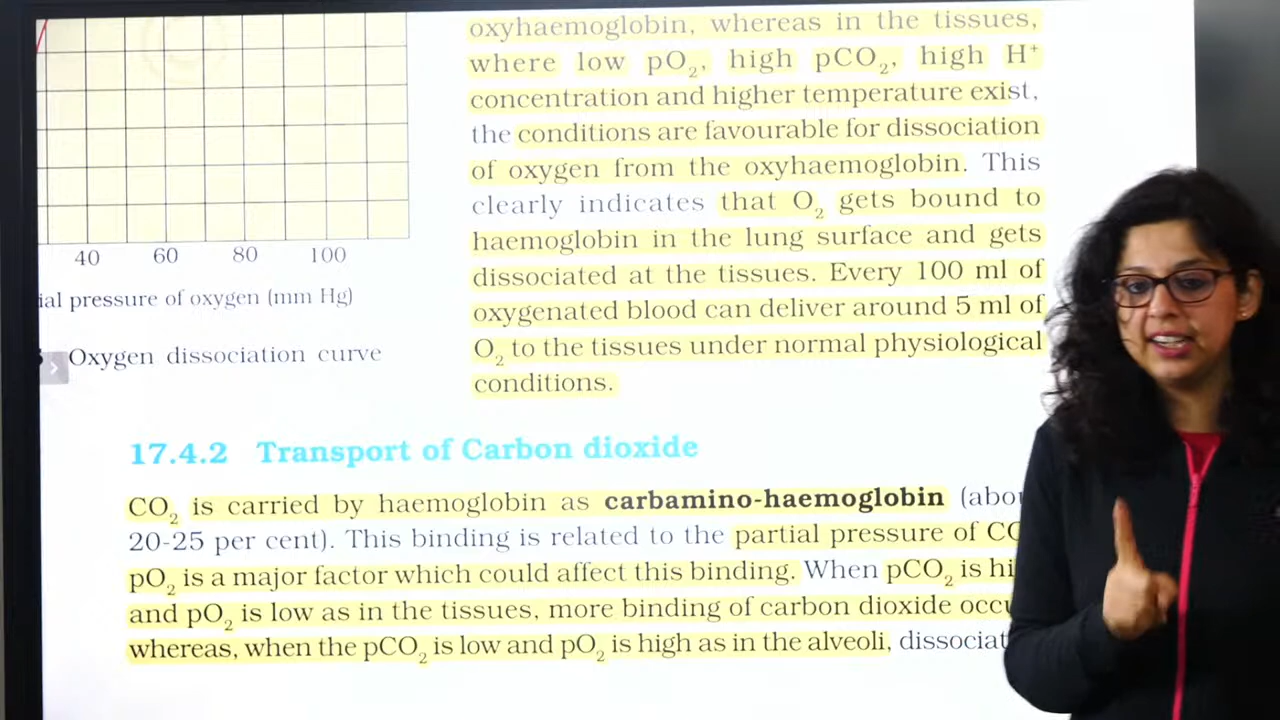 oxyhaemoglobin, whereas in the tissues,
where low pO₂, high pCO₂, high H⁺
concentration and higher temperature exist,
the conditions are favourable for dissociation
of oxygen from the oxyhaemoglobin. This
clearly indicates that O₂ gets bound to
haemoglobin in the lung surface and gets
dissociated at the tissues. Every 100 ml of
oxygenated blood can deliver around 5 ml of
O₂ to the tissues under normal physiological
conditions.
40 60 80 100
ial pressure of oxygen (mm Hg)
Oxygen dissociation curve
17.4.2 Transport of Carbon dioxide
CO₂ is carried by haemoglobin as carbamino-haemoglobin (abou
20-25 per cent). This binding is related to the partial pressure of CO
pO₂ is a major factor which could affect this binding. When pCO₂ is hi
and pO₂ is low as in the tissues, more binding of carbon dioxide occu
whereas, when the pCO₂ is low and pO₂ is high as in the alveoli, dissociat